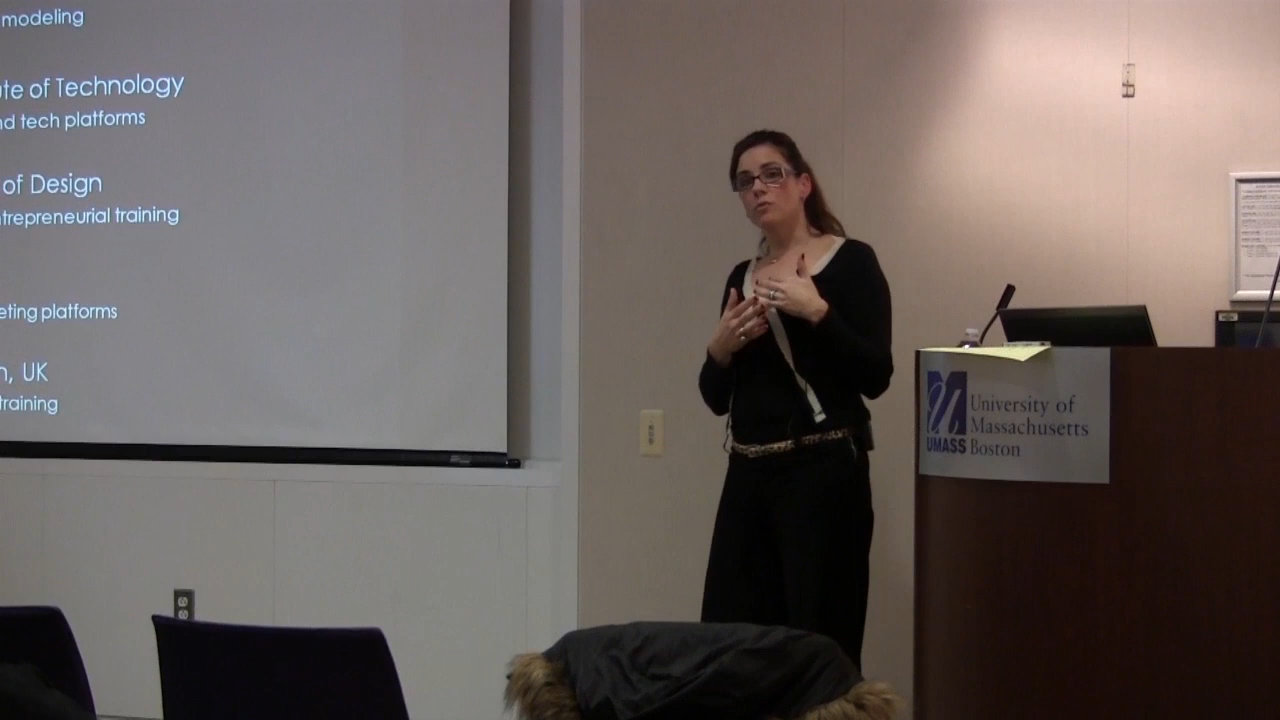 modeling
ute of Technology
nd tech platforms
of Design
ntrepreneurial training
eting platforms
n, UK
training
University of
Massachusetts
UMASS Boston